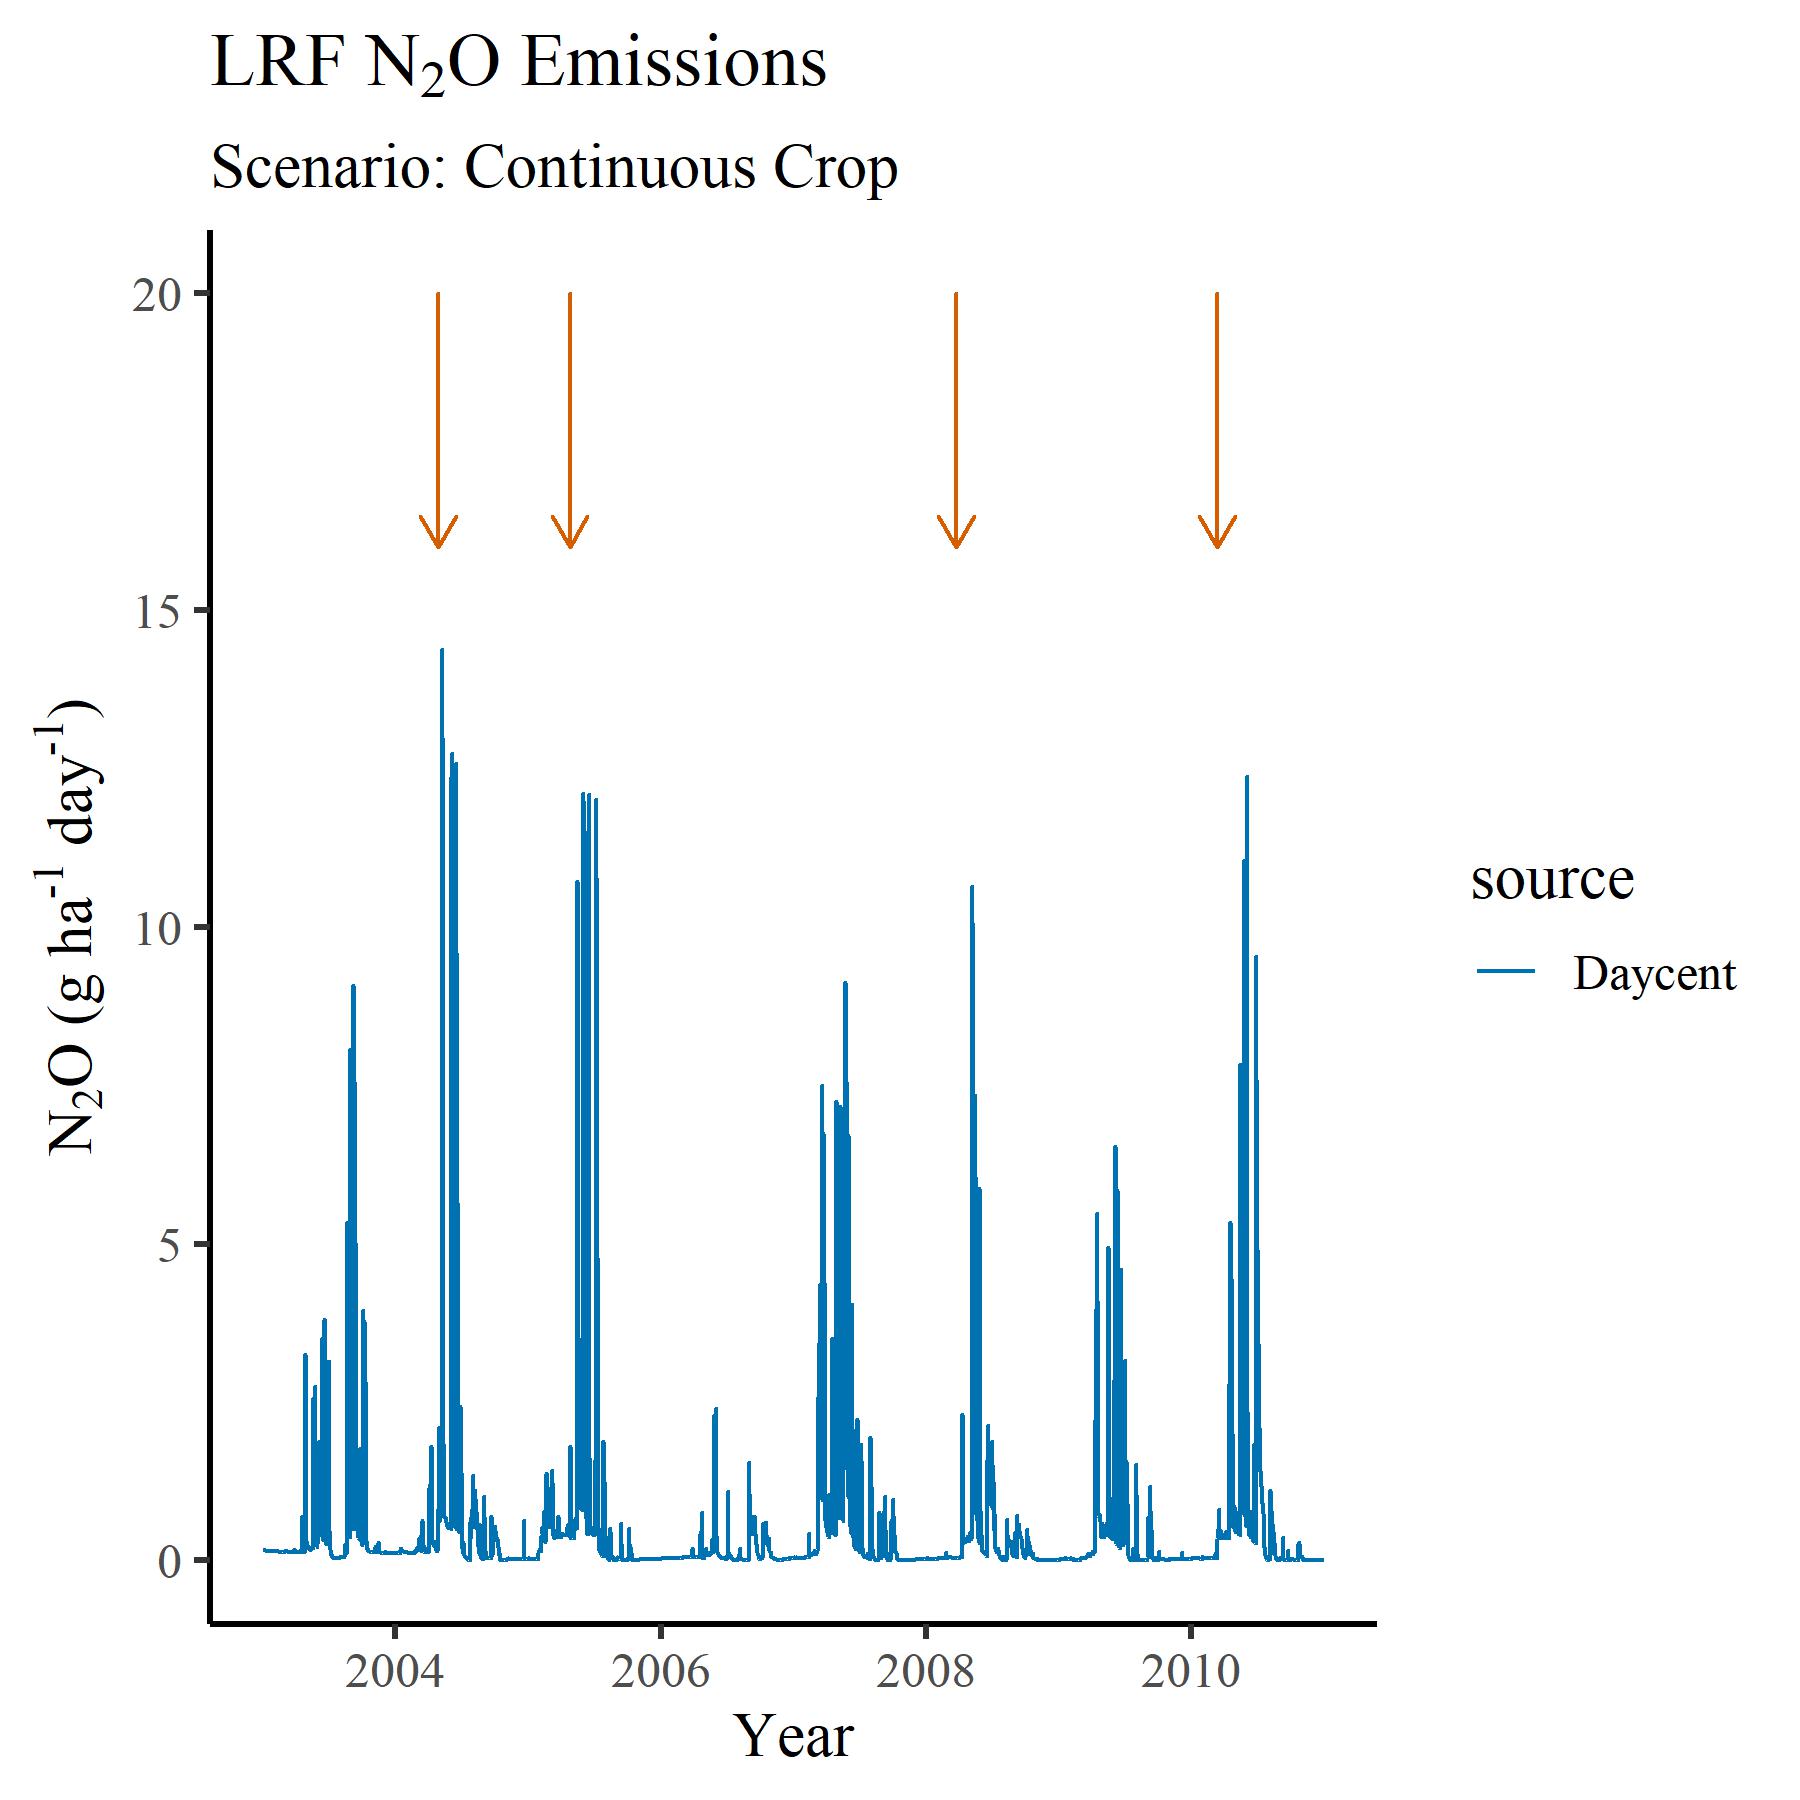 LRF N₂O Emissions
Scenario: Continuous Crop
20
15
10
5
0
N₂O (g ha⁻¹ day⁻¹)
2004 2006 2008 2010
Year
source
Daycent